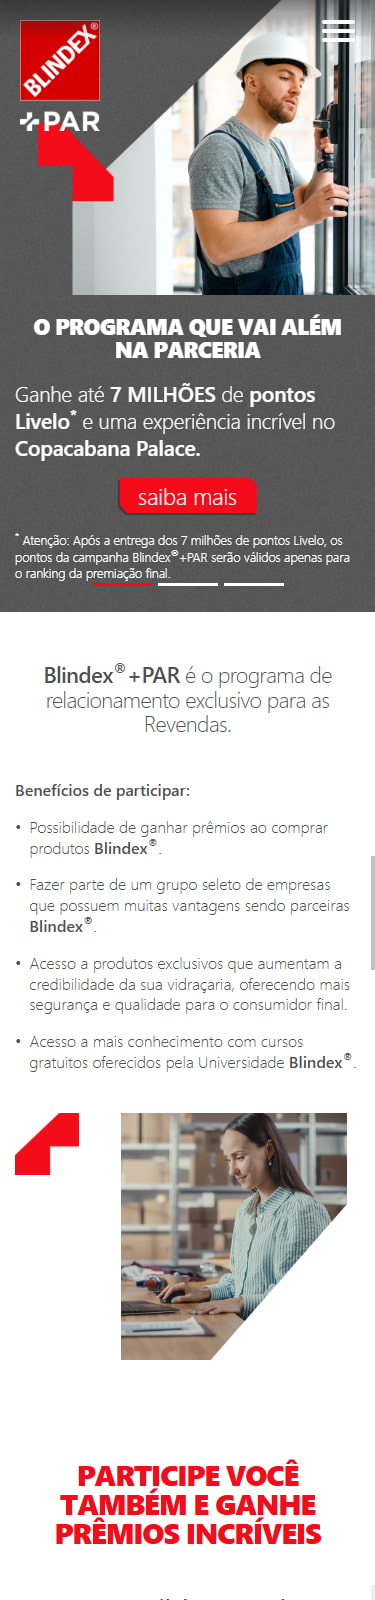 BLINDEX®
+PAR
O PROGRAMA QUE VAI ALÉM
NA PARCERIA
Ganhe até 7 MILHÕES de pontos
Livelo* e uma experiência incrível no
Copacabana Palace.
saiba mais
* Atenção: Após a entrega dos 7 milhões de pontos Livelo, os
pontos da campanha Blindex®+PAR serão válidos apenas para
o ranking da premiação final.
Blindex®+PAR é o programa de
relacionamento exclusivo para as
Revendas.
Benefícios de participar:
• Possibilidade de ganhar prêmios ao comprar
produtos Blindex®.
• Fazer parte de um grupo seleto de empresas
que possuem muitas vantagens sendo parceiras
Blindex®.
• Acesso a produtos exclusivos que aumentam a
credibilidade da sua vidraçaria, oferecendo mais
segurança e qualidade para o consumidor final.
• Acesso a mais conhecimento com cursos
gratuitos oferecidos pela Universidade Blindex®.
PARTICIPE VOCÊ
TAMBÉM E GANHE
PRÊMIOS INCRÍVEIS